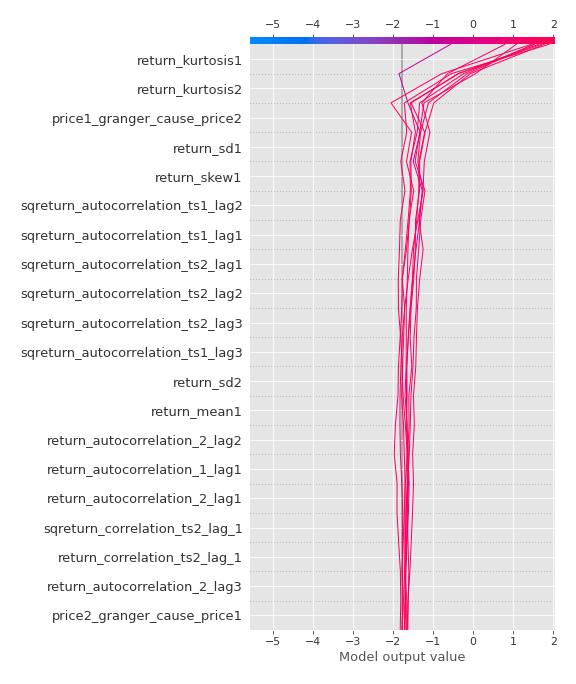 −5 −4 −3 −2 −1 0 1 2
return_kurtosis1
return_kurtosis2
price1_granger_cause_price2
return_sd1
return_skew1
sqreturn_autocorrelation_ts1_lag2
sqreturn_autocorrelation_ts1_lag1
sqreturn_autocorrelation_ts2_lag1
sqreturn_autocorrelation_ts2_lag2
sqreturn_autocorrelation_ts2_lag3
sqreturn_autocorrelation_ts1_lag3
return_sd2
return_mean1
return_autocorrelation_2_lag2
return_autocorrelation_1_lag1
return_autocorrelation_2_lag1
sqreturn_correlation_ts2_lag_1
return_correlation_ts2_lag_1
return_autocorrelation_2_lag3
price2_granger_cause_price1
−5 −4 −3 −2 −1 0 1 2
Model output value